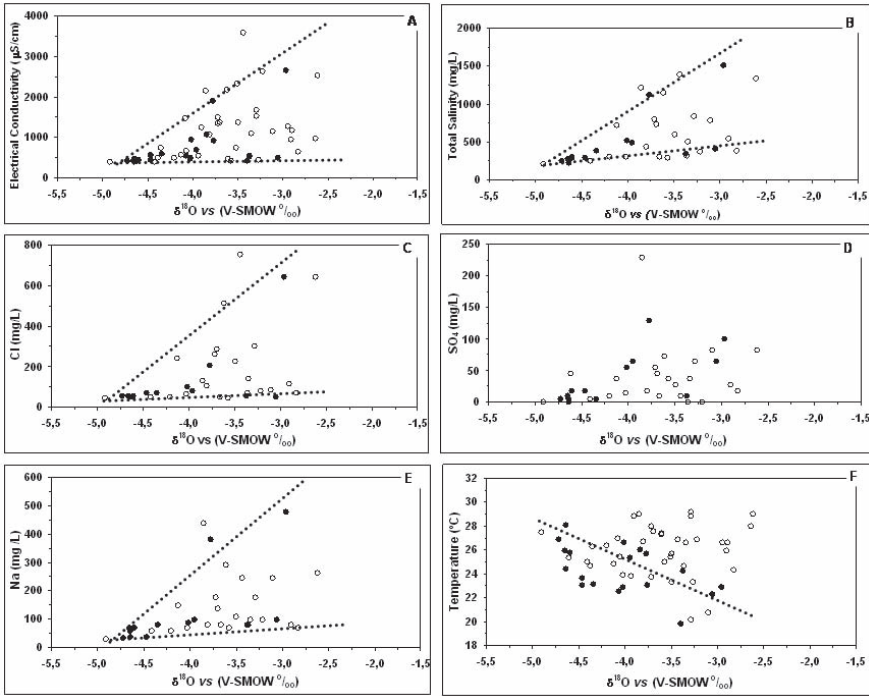 A
Electrical Conductivity (µS/cm)
4000
3000
2000
1000
0
-5,5 -5,0 -4,5 -4,0 -3,5 -3,0 -2,5 -2,0 -1,5
δ¹⁸O vs (V-SMOW °/oo)
B
Total Salinity (mg/L)
2000
1500
1000
500
0
-5,5 -5,0 -4,5 -4,0 -3,5 -3,0 -2,5 -2,0 -1,5
δ¹⁸O vs (V-SMOW °/oo)
C
Cl (mg/L)
800
600
400
200
0
-5,5 -5,0 -4,5 -4,0 -3,5 -3,0 -2,5 -2,0 -1,5
δ¹⁸O vs (V-SMOW °/oo)
D
SO₄ (mg/L)
250
200
150
100
50
0
-5,5 -5,0 -4,5 -4,0 -3,5 -3,0 -2,5 -2,0 -1,5
δ¹⁸O vs (V-SMOW °/oo)
E
Na (mg /L)
600
500
400
300
200
100
0
-5,5 -5,0 -4,5 -4,0 -3,5 -3,0 -2,5 -2,0 -1,5
δ¹⁸O vs (V-SMOW °/oo)
F
Temperature (°C)
32
30
28
26
24
22
20
18
-5,5 -5,0 -4,5 -4,0 -3,5 -3,0 -2,5 -2,0 -1,5
δ¹⁸O vs (V-SMOW °/oo)